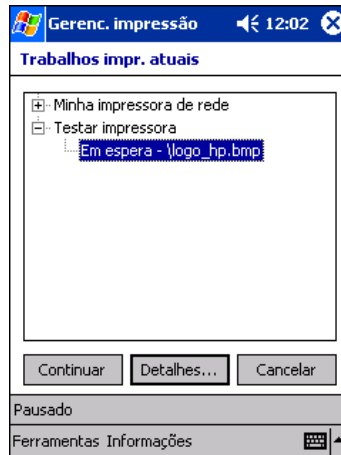 Gerenc. impressão 12:02
Trabalhos impr. atuais
Minha impressora de rede
Testar impressora
Em espera - \logo_hp.bmp
Continuar Detalhes... Cancelar
Pausado
Ferramentas Informações